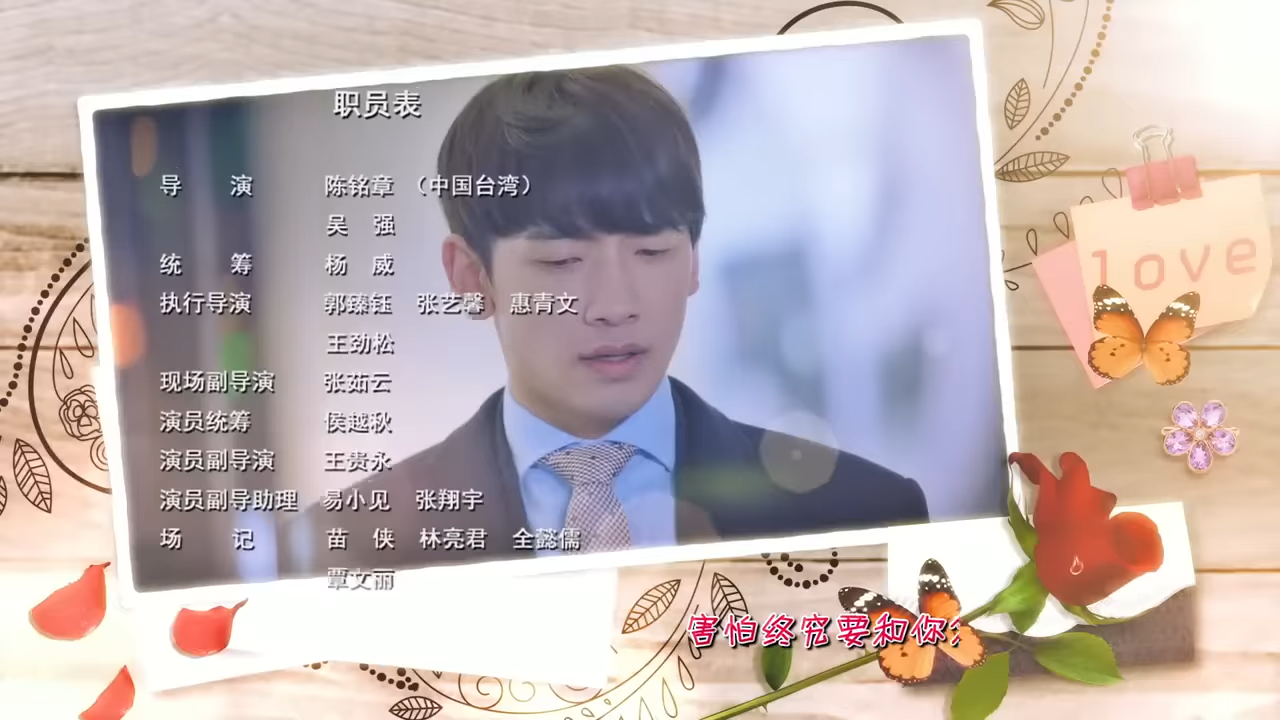 职员表
导 演 陈铭章 （中国台湾）
吴 强
统 筹 杨 威
执行导演 郭臻钰 张艺馨 惠青文
王劲松
现场副导演 张茹云
演员统筹 侯越秋
演员副导演 王贵永
演员副导助理 易小见 张翔宇
场 记 苗 侠 林亮君 全懿儒
覃文丽
love
害怕终究要和你